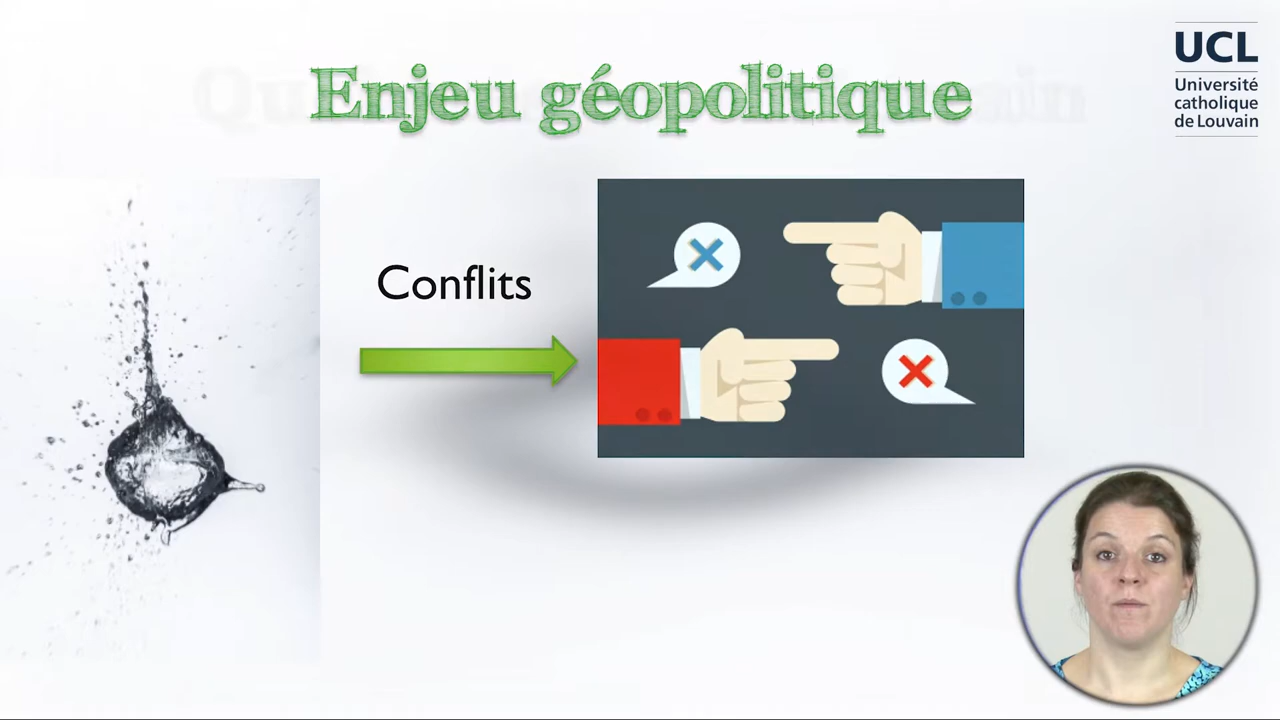 Enjeu géopolitique
UCL
Université
catholique
de Louvain
Conflits